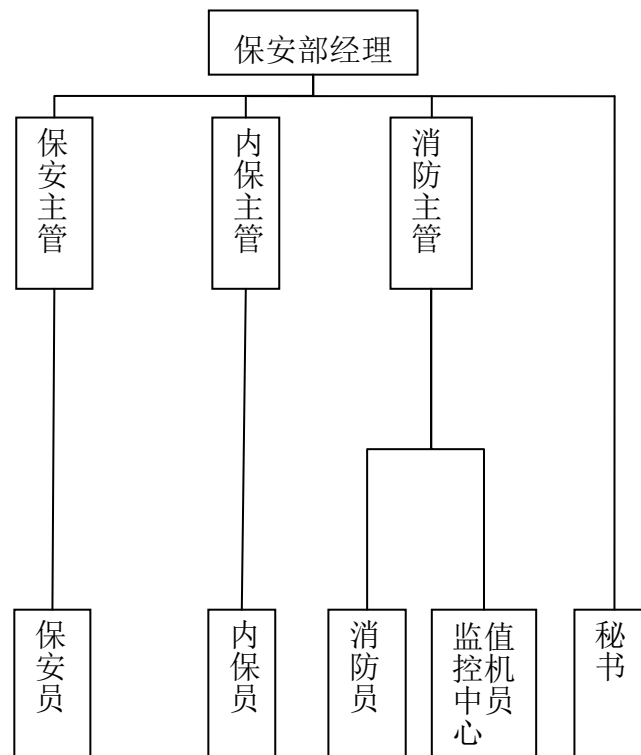 保安部经理
保安主管
内保主管
消防主管
保安员
内保员
消防员
监控中心
值机员
秘书